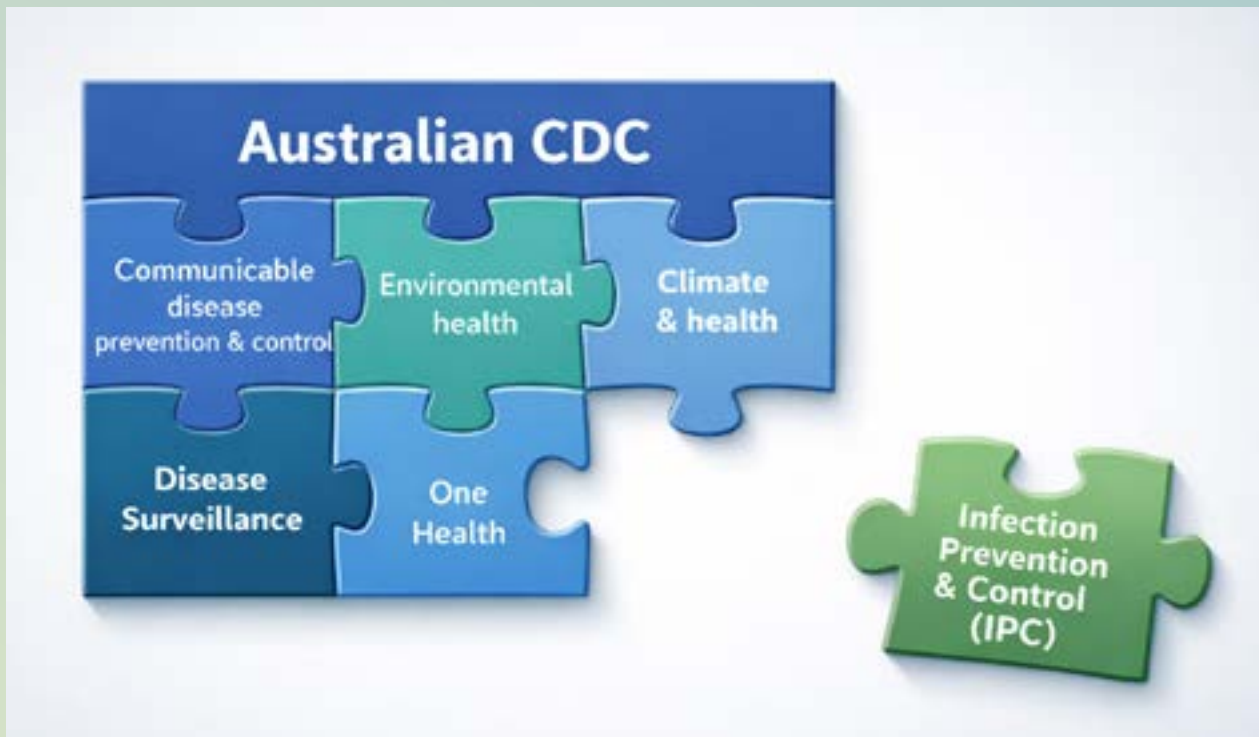 Australian CDC
Communicable
disease
prevention & control
Environmental
health
Climate
& health
Disease
Surveillance
One
Health
Infection
Prevention
& Control
(IPC)